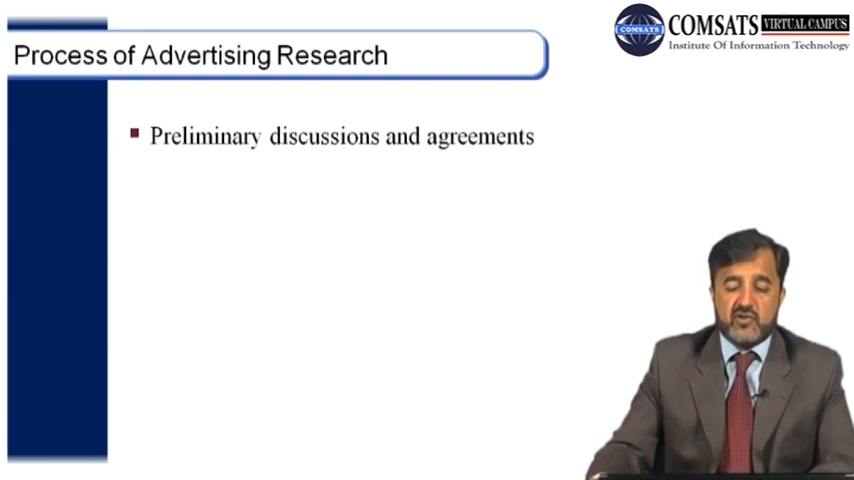 COMSATS VIRTUAL CAMPUS
COMSATS
Institute Of Information Technology
Process of Advertising Research
Preliminary discussions and agreements